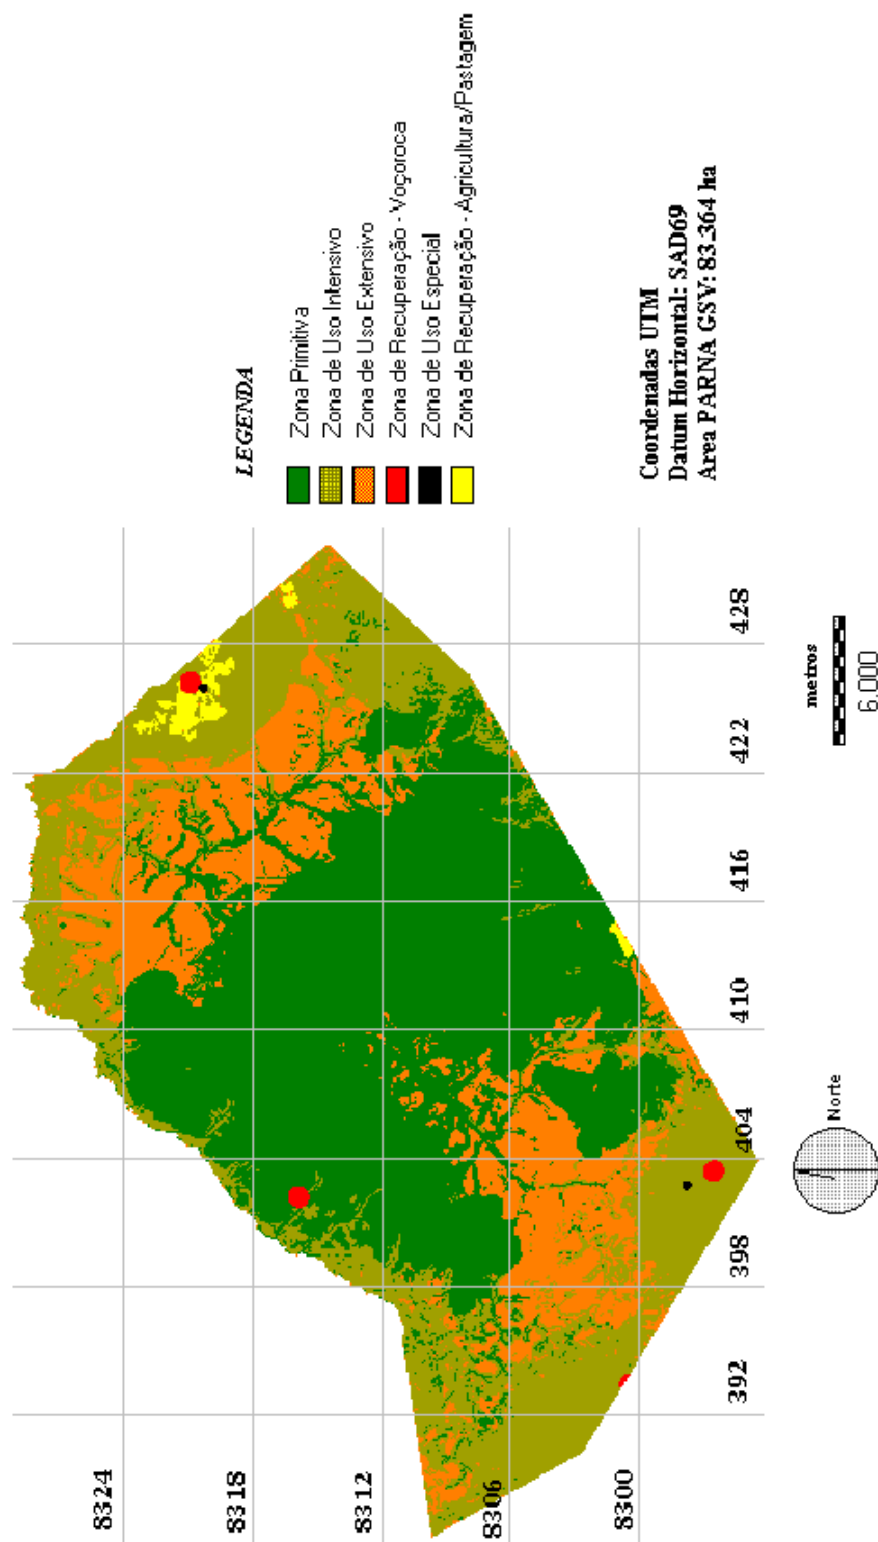 LEGENDA
Zona Primitiva
Zona de Uso Intensivo
Zona de Uso Extensivo
Zona de Recuperação - Voçoroca
Zona de Uso Especial
Zona de Recuperação - Agricultura/Pastagem
Coordenadas UTM
Datum Horizontal: SAD69
Area PARNA GSV: 83.364 ha
8324
8318
8312
8306
8300
392
398
404
410
416
422
428
Norte
metros
6.000